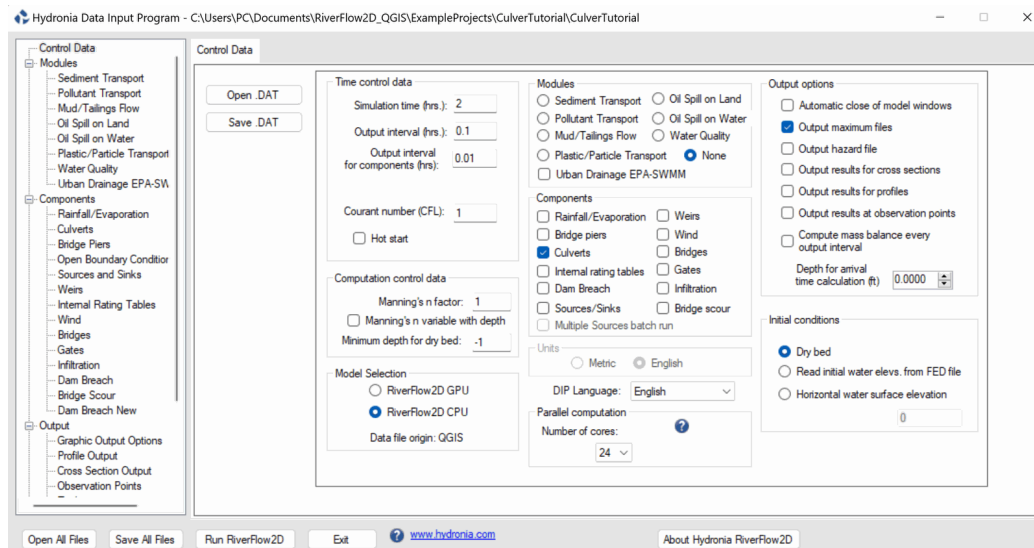 Hydronia Data Input Program - C:\Users\PC\Documents\RiverFlow2D_QGIS\ExampleProjects\CulverTutorial\CulverTutorial
Control Data
Modules
Sediment Transport
Pollutant Transport
Mud/Tailings Flow
Oil Spill on Land
Oil Spill on Water
Plastic/Particle Transport
Water Quality
Urban Drainage EPA-SW
Components
Rainfall/Evaporation
Culverts
Bridge Piers
Open Boundary Condition
Sources and Sinks
Weirs
Internal Rating Tables
Wind
Bridges
Gates
Infiltration
Dam Breach
Bridge Scour
Dam Breach New
Output
Graphic Output Options
Profile Output
Cross Section Output
Observation Points
Control Data
Open .DAT
Save .DAT
Time control data
Simulation time (hrs.): 2
Output interval (hrs.): 0.1
Output interval
for components (hrs): 0.01
Courant number (CFL): 1
Hot start
Computation control data
Manning's n factor: 1
Manning's n variable with depth
Minimum depth for dry bed: -1
Model Selection
RiverFlow2D GPU
RiverFlow2D CPU
Data file origin: QGIS
Modules
Sediment Transport Oil Spill on Land
Pollutant Transport Oil Spill on Water
Mud/Tailings Flow Water Quality
Plastic/Particle Transport None
Urban Drainage EPA-SWMM
Components
Rainfall/Evaporation Weirs
Bridge piers Wind
Culverts Bridges
Internal rating tables Gates
Dam Breach Infiltration
Sources/Sinks Bridge scour
Multiple Sources batch run
Units
Metric English
DIP Language: English
Parallel computation
Number of cores:
24
Output options
Automatic close of model windows
Output maximum files
Output hazard file
Output results for cross sections
Output results for profiles
Output results at observation points
Compute mass balance every
output interval
Depth for arrival
time calculation (ft) 0.0000
Initial conditions
Dry bed
Read initial water elevs. from FED file
Horizontal water surface elevation
0
Open All Files Save All Files Run RiverFlow2D Exit ? www.hydronia.com About Hydronia RiverFlow2D